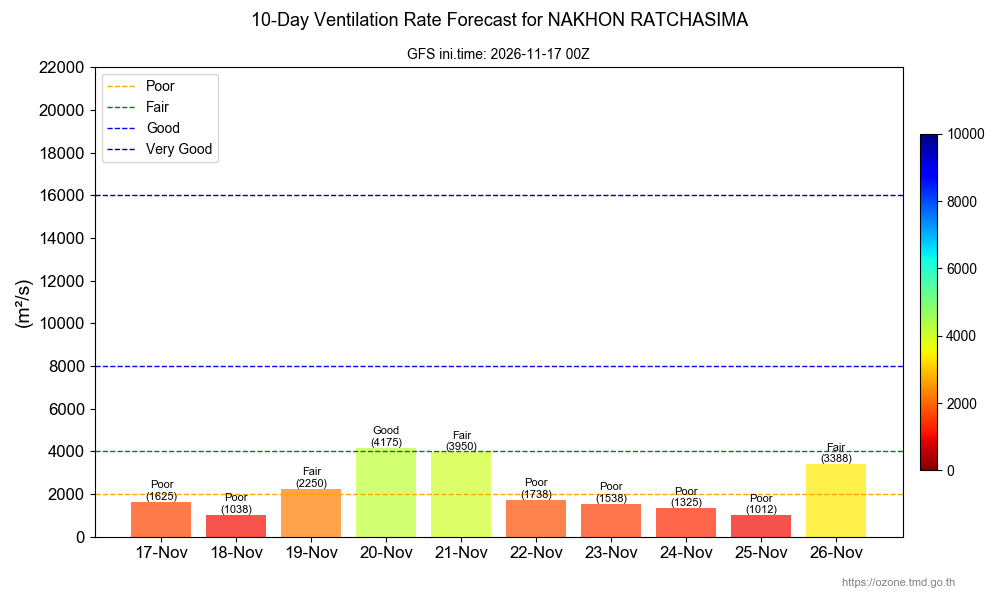 10-Day Ventilation Rate Forecast for NAKHON RATCHASIMA
GFS ini.time: 2026-11-17 00Z
22000
20000
18000
16000
14000
12000
10000
8000
6000
4000
2000
0
(m²/s)
Poor
Fair
Good
Very Good
Poor
(1625)
Poor
(1038)
Fair
(2250)
Good
(4175)
Fair
(3950)
Poor
(1738)
Poor
(1538)
Poor
(1325)
Poor
(1012)
Fair
(3388)
17-Nov
18-Nov
19-Nov
20-Nov
21-Nov
22-Nov
23-Nov
24-Nov
25-Nov
26-Nov
10000
8000
6000
4000
2000
0
https://ozone.tmd.go.th